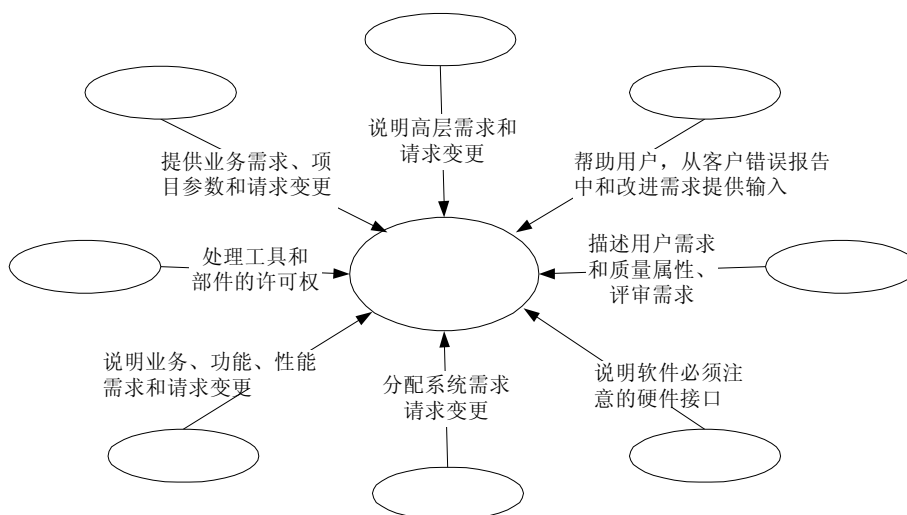 说明高层需求和
请求变更
提供业务需求、项
目参数和请求变更
帮助用户，从客户错误报告
中和改进需求提供输入
处理工具和
部件的许可权
描述用户需求
和质量属性、
评审需求
说明业务、功能、性能
需求和请求变更
分配系统需求
请求变更
说明软件必须注
意的硬件接口